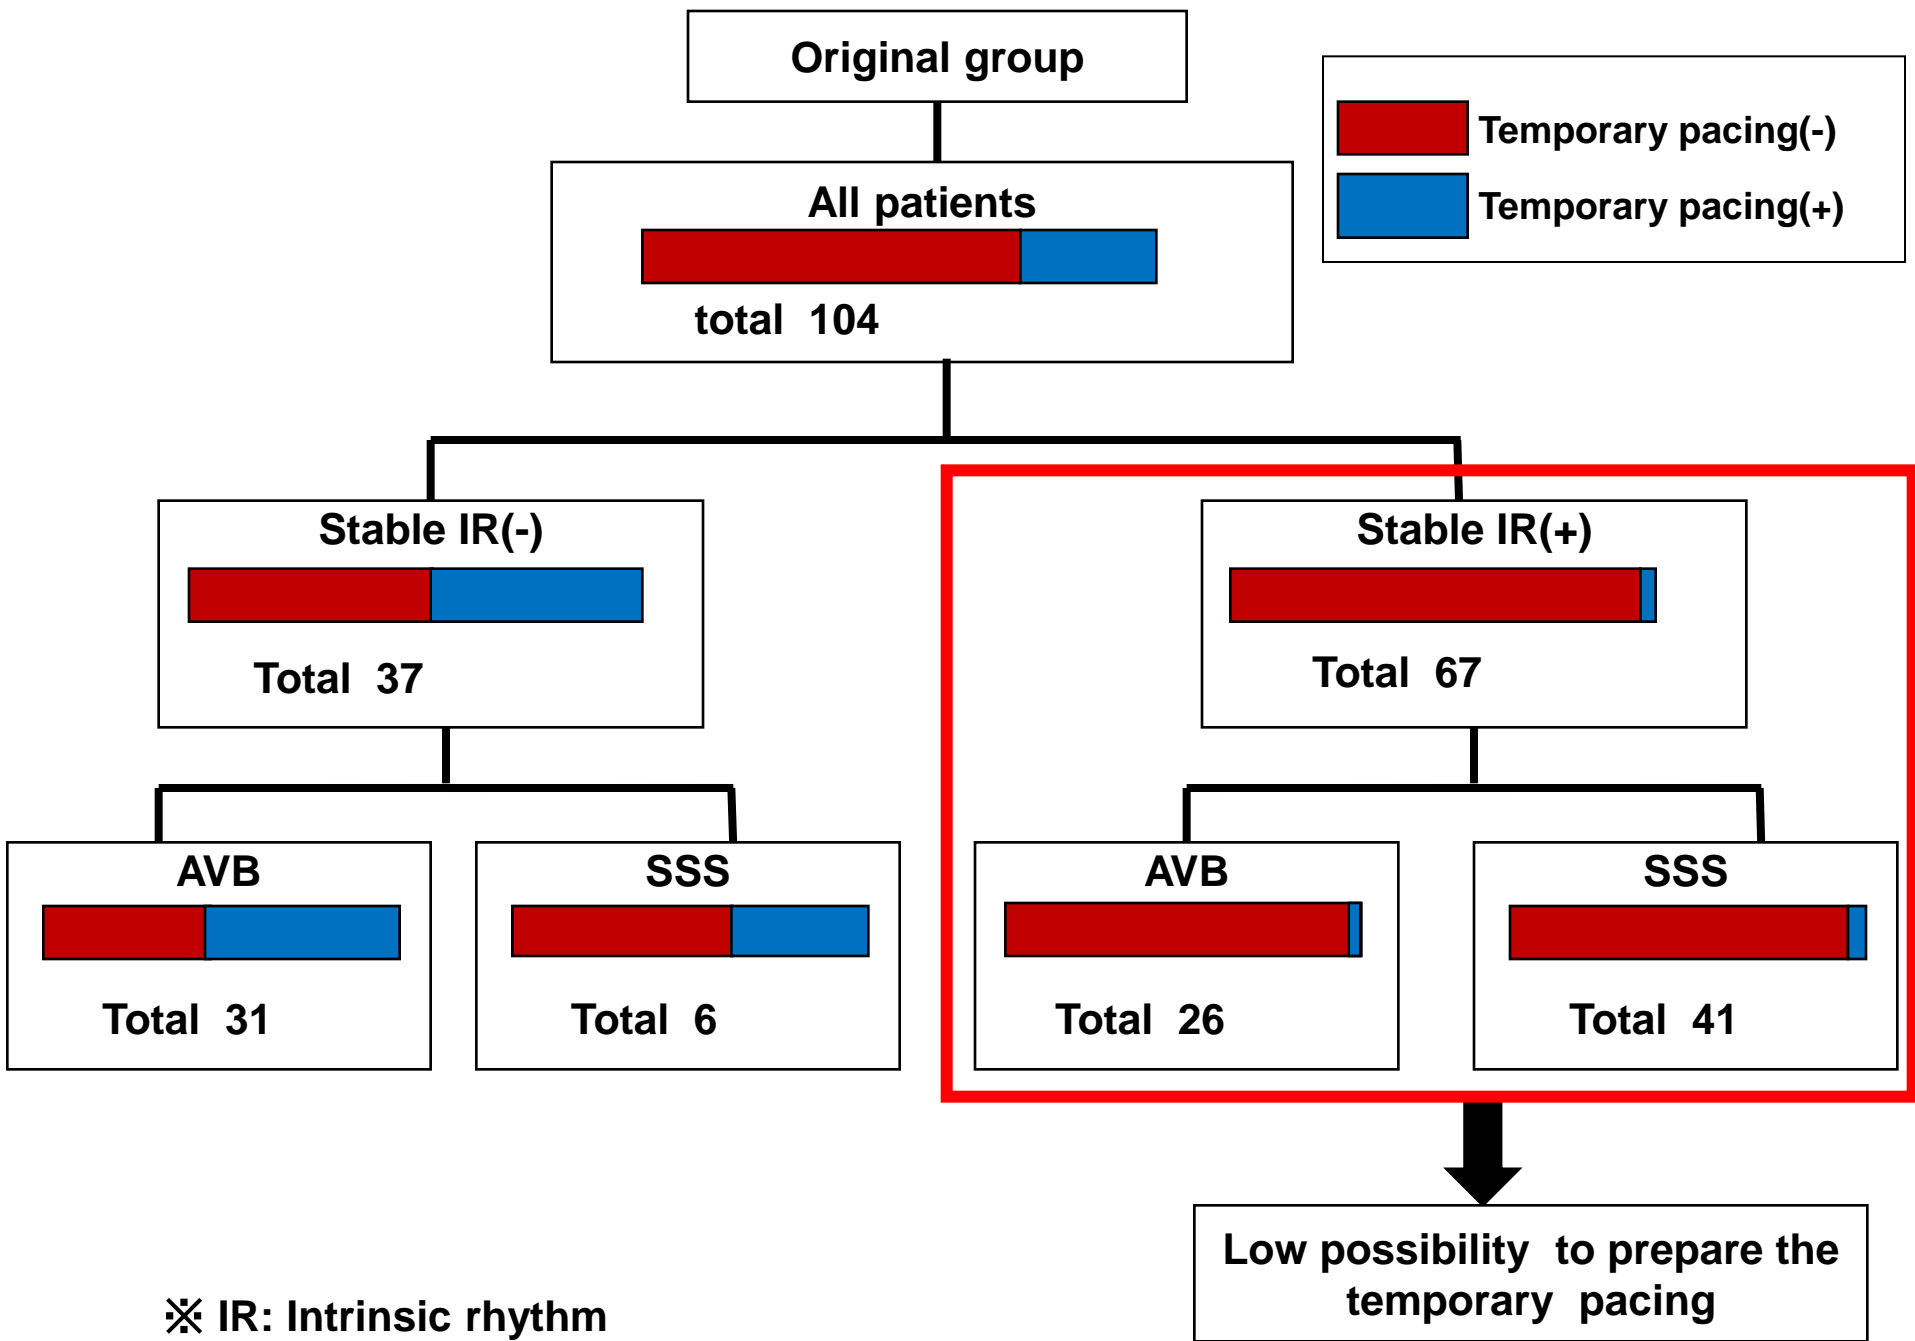 Original group
Temporary pacing(-)
Temporary pacing(+)
All patients
total 104
Stable IR(-)
Total 37
Stable IR(+)
Total 67
AVB
Total 31
SSS
Total 6
AVB
Total 26
SSS
Total 41
Low possibility to prepare the
temporary pacing
※ IR: Intrinsic rhythm